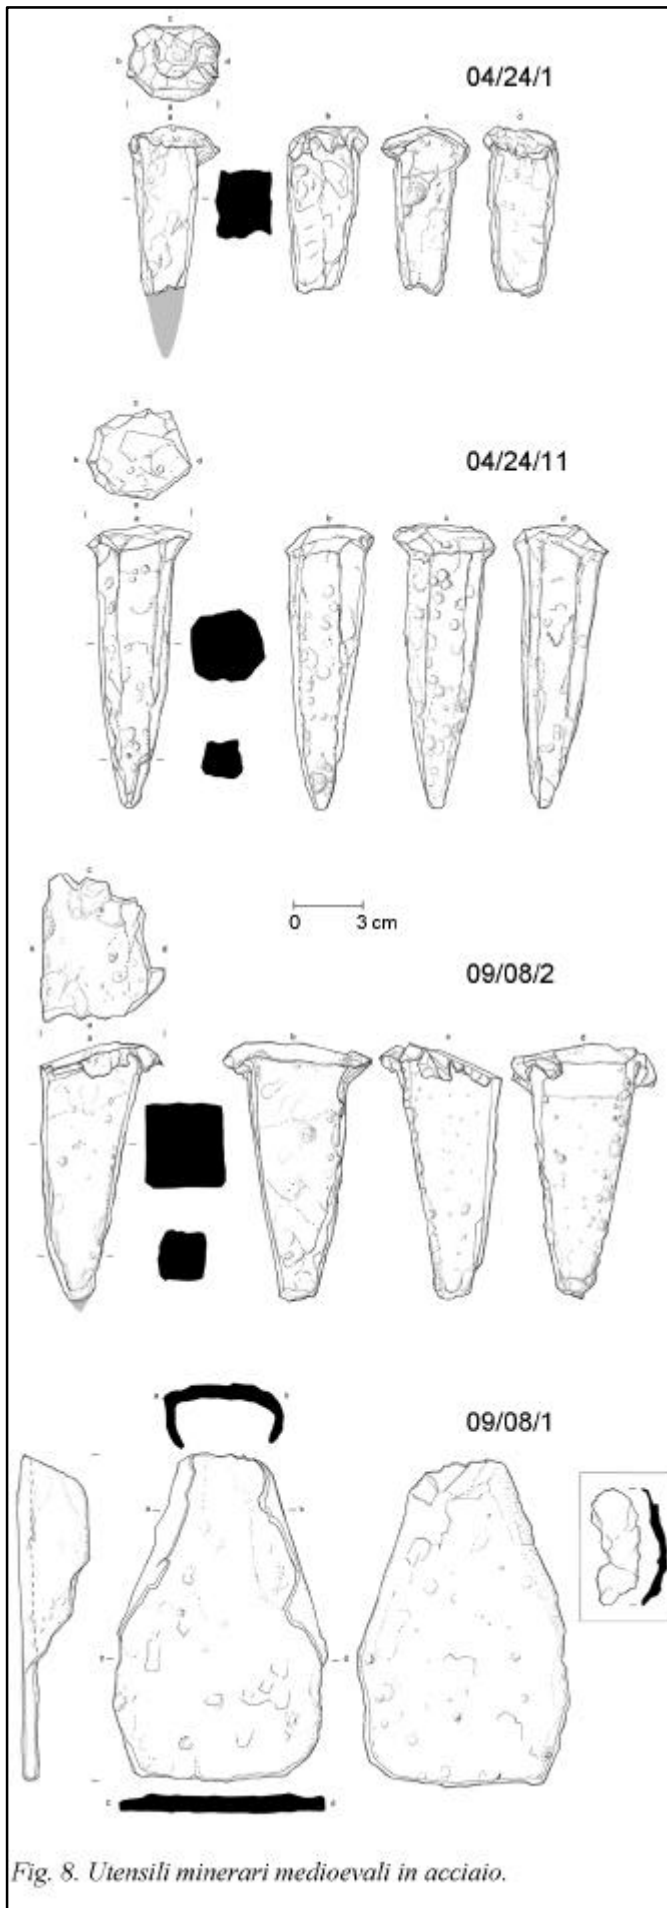 04/24/1
04/24/11
0 3 cm
09/08/2
09/08/1
Fig. 8. Utensili minerari medioevali in acciaio.